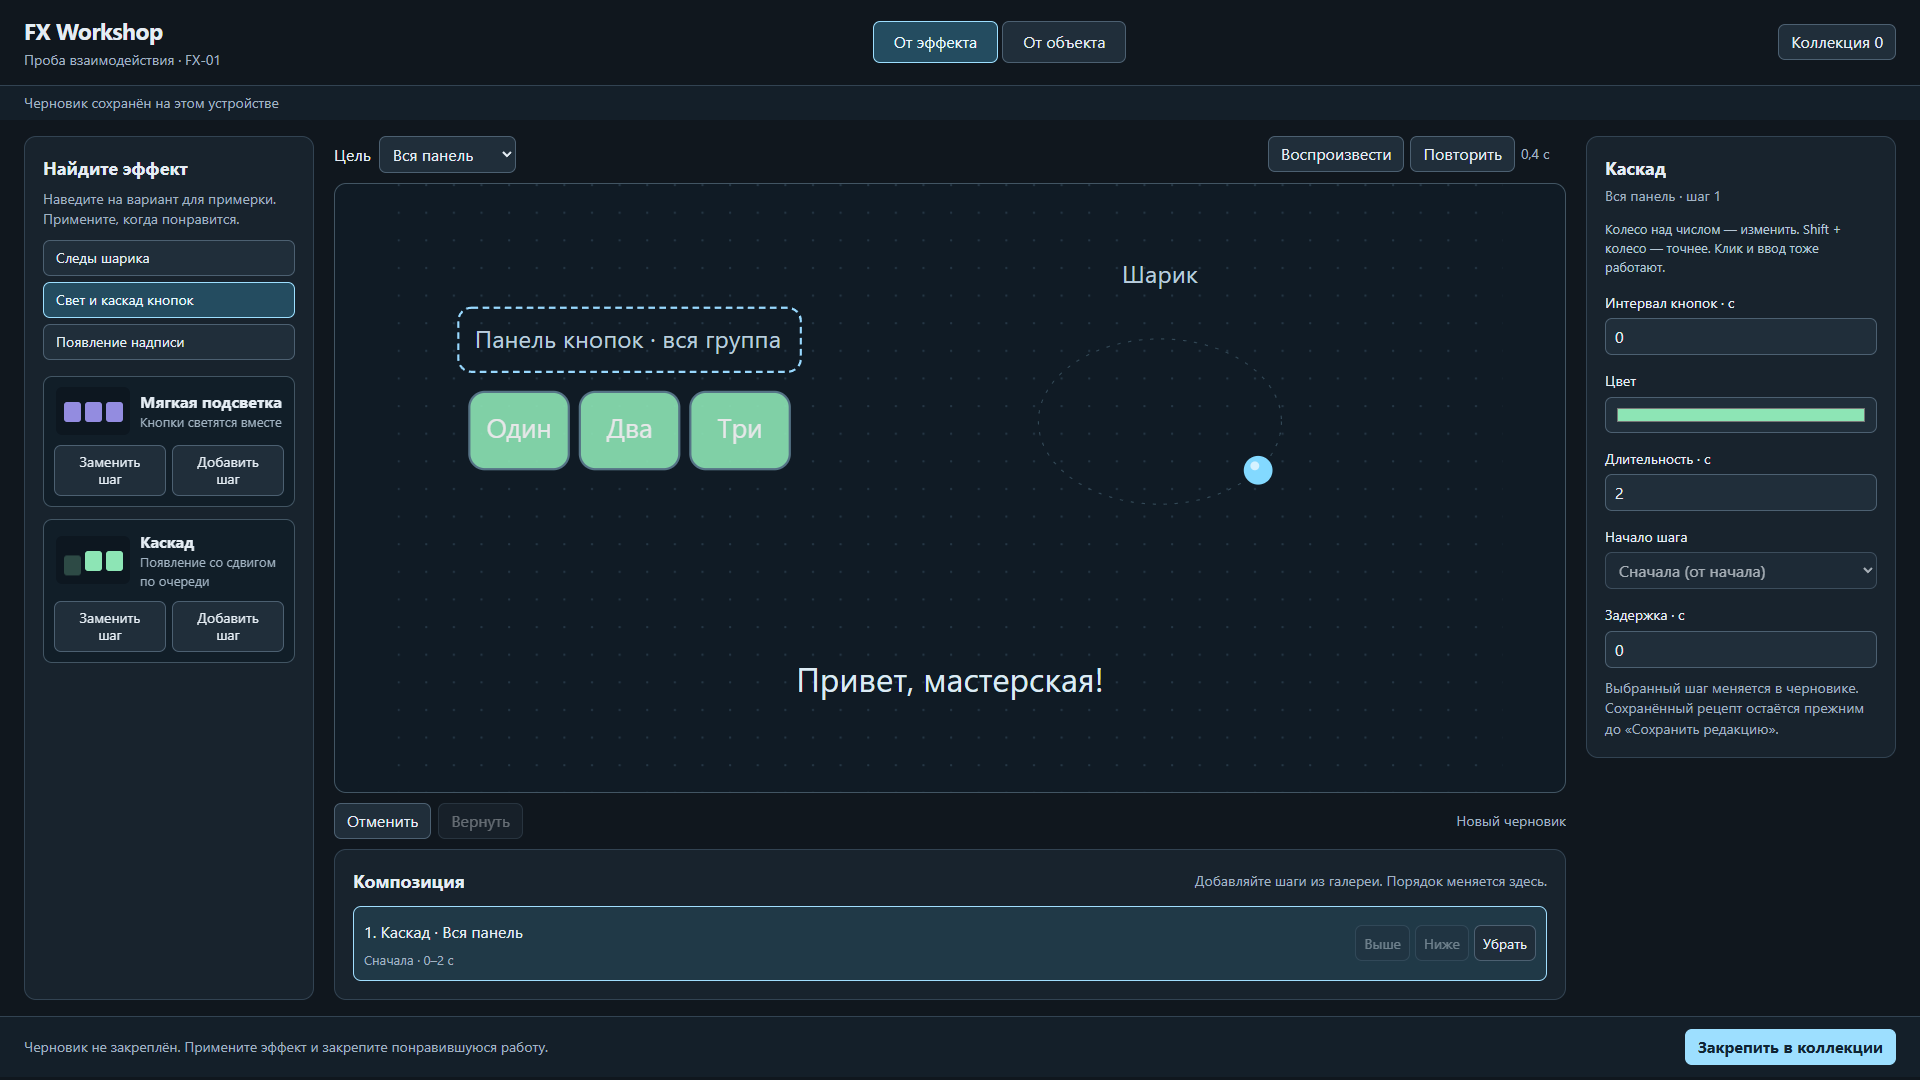 FX Workshop
Проба взаимодействия · FX-01
От эффекта
От объекта
Коллекция 0
Черновик сохранён на этом устройстве
Найдите эффект
Наведите на вариант для примерки.
Примените, когда понравится.
Следы шарика
Свет и каскад кнопок
Появление надписи
Мягкая подсветка
Кнопки светятся вместе
Заменить
шаг
Добавить
шаг
Каскад
Появление со сдвигом
по очереди
Заменить
шаг
Добавить
шаг
Цель
Вся панель
Воспроизвести
Повторить
0,4 с
Шарик
Панель кнопок · вся группа
Один
Два
Три
Привет, мастерская!
Отменить
Вернуть
Новый черновик
Композиция
Добавляйте шаги из галереи. Порядок меняется здесь.
1. Каскад · Вся панель
Сначала · 0–2 с
Выше
Ниже
Убрать
Каскад
Вся панель · шаг 1
Колесо над числом — изменить. Shift +
колесо — точнее. Клик и ввод тоже
работают.
Интервал кнопок · с
0
Цвет
Длительность · с
2
Начало шага
Сначала (от начала)
Задержка · с
0
Выбранный шаг меняется в черновике.
Сохранённый рецепт остаётся прежним
до «Сохранить редакцию».
Черновик не закреплён. Примените эффект и закрепите понравившуюся работу.
Закрепить в коллекции